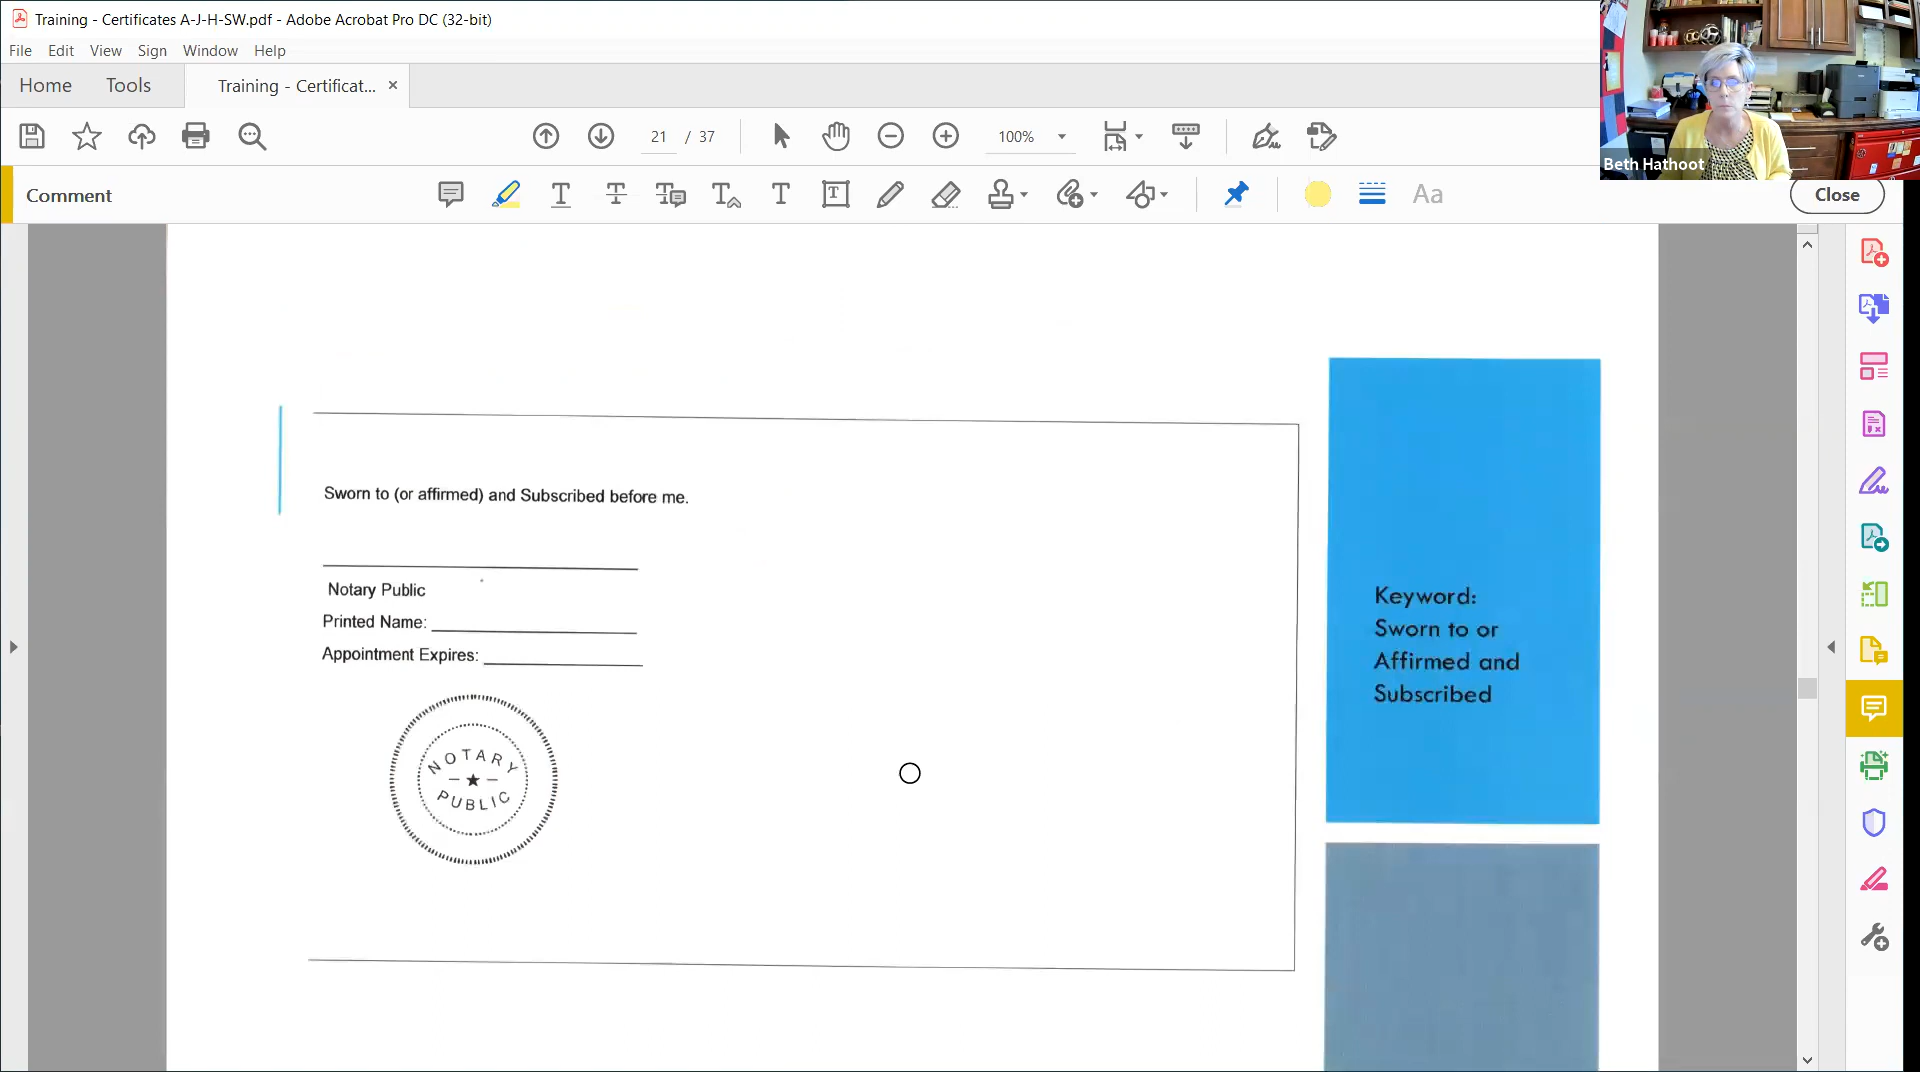 Training - Certificates A-J-H-SW.pdf - Adobe Acrobat Pro DC (32-bit)
File Edit View Sign Window Help
Home Tools Training - Certificat... ×
21 / 37 100%
Beth Hathoot
Comment Aa Close
Sworn to (or affirmed) and Subscribed before me.
Notary Public
Printed Name:
Appointment Expires:
NOTARY
PUBLIC
Keyword:
Sworn to or
Affirmed and
Subscribed